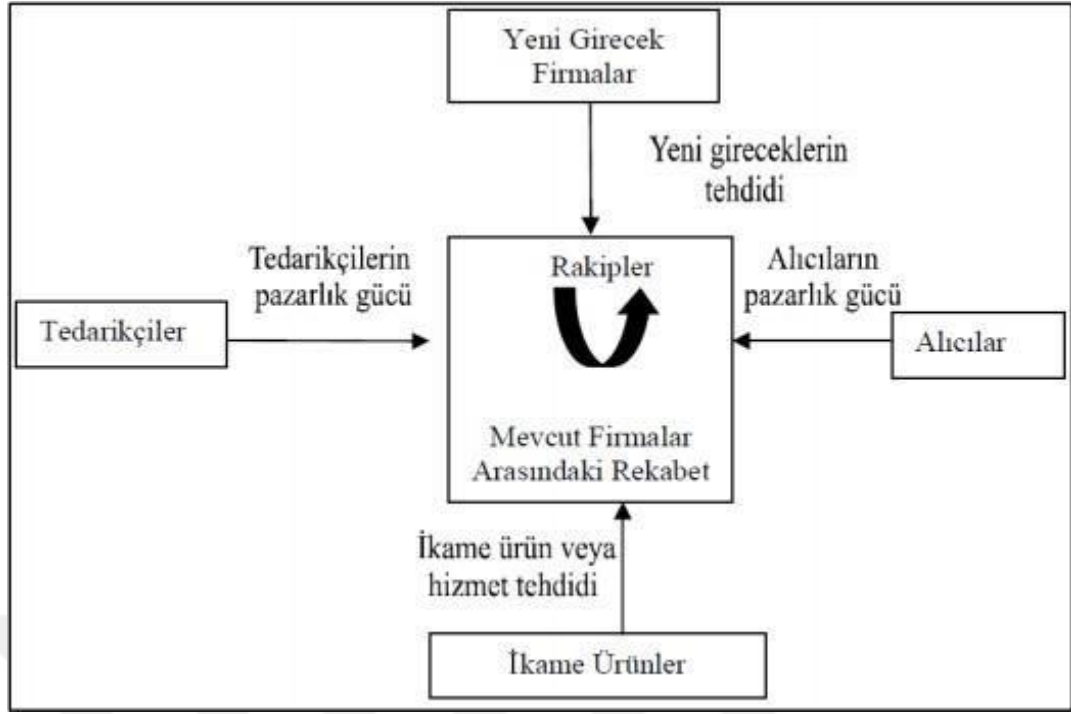 Yeni Girecek
Firmalar
Yeni gireceklerin
tehdidi
Tedarikçilerin
pazarlık gücü
Rakipler
Alıcıların
pazarlık gücü
Tedarikçiler
Alıcılar
Mevcut Firmalar
Arasındaki Rekabet
İkame ürün veya
hizmet tehdidi
İkame Ürünler